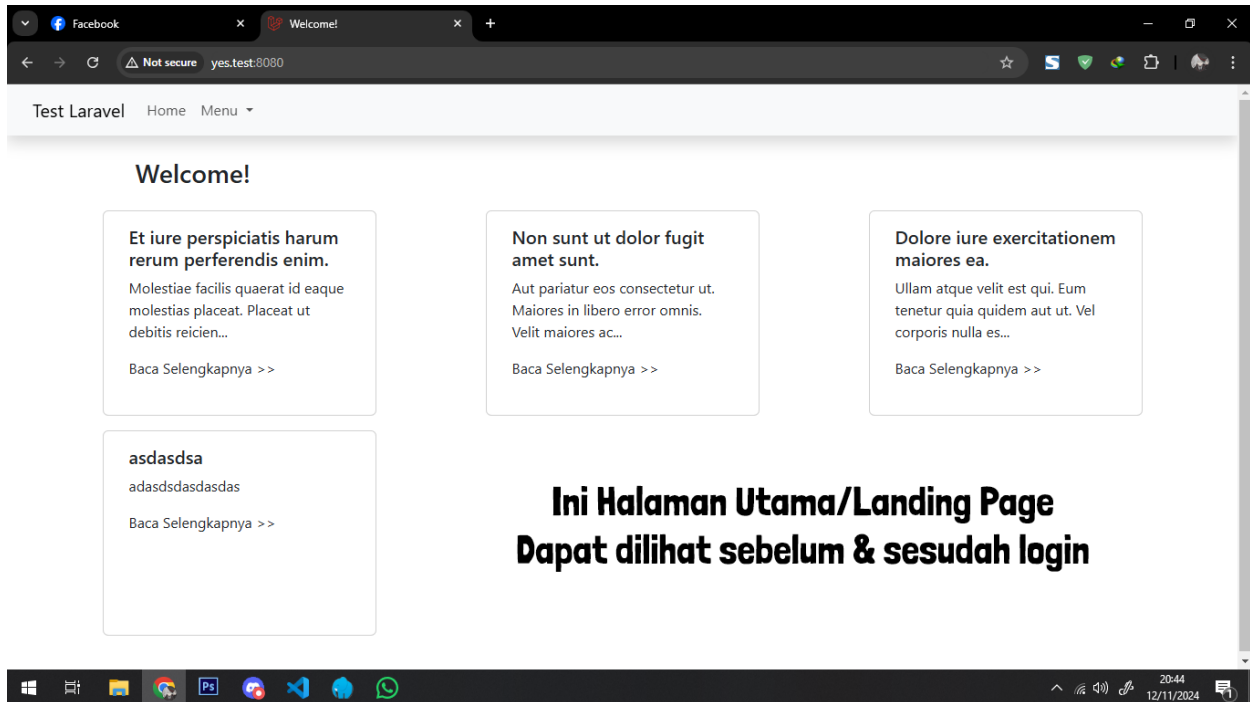 Facebook
Welcome!
Not secure yes.test:8080
Test Laravel Home Menu
Welcome!
Et iure perspiciatis harum
rerum perferendis enim.
Molestiae facilis quaerat id eaque
molestias placeat. Placeat ut
debitis reicien...
Baca Selengkapnya >>
Non sunt ut dolor fugit
amet sunt.
Aut pariatur eos consectetur ut.
Maiores in libero error omnis.
Velit maiores ac...
Baca Selengkapnya >>
Dolore iure exercitationem
maiores ea.
Ullam atque velit est qui. Eum
tenetur quia quidem aut ut. Vel
corporis nulla es...
Baca Selengkapnya >>
asdasdsa
adasdsdasdasdas
Baca Selengkapnya >>
Ini Halaman Utama/Landing Page
Dapat dilihat sebelum & sesudah login
Ps
20:44
12/11/2024
1